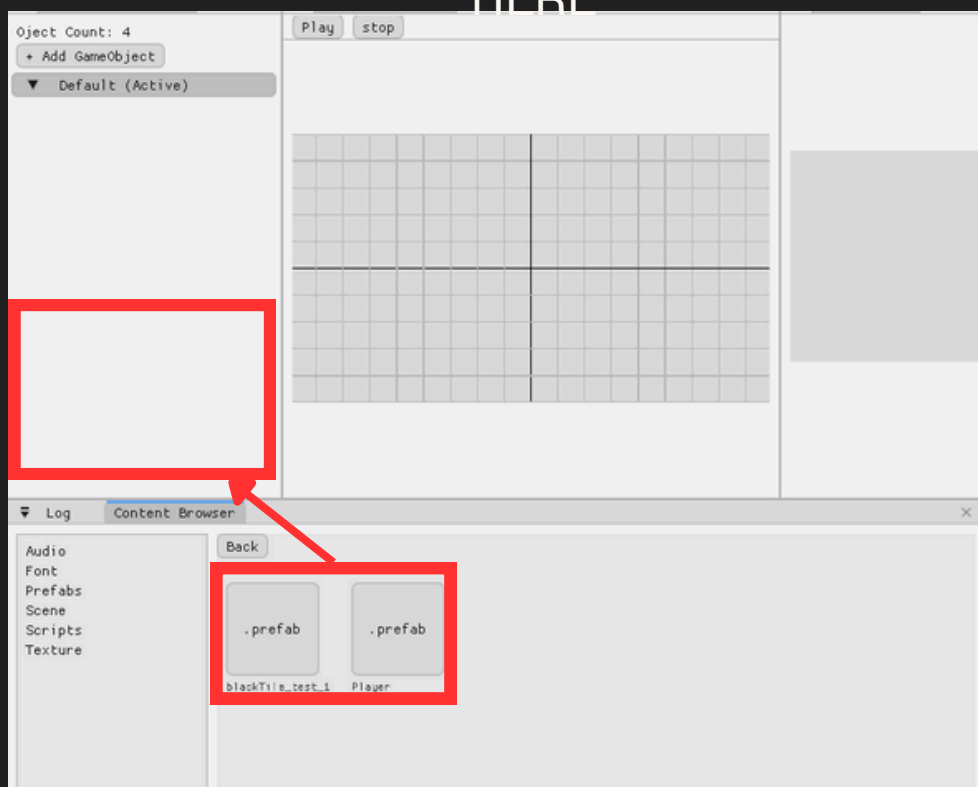 HERE
Play stop
Oject Count: 4
+ Add GameObject
Default (Active)
Log Content Browser
Back
Audio
Font
Prefabs
Scene
Scripts
Texture
.prefab .prefab
blackTile_test_1 Player